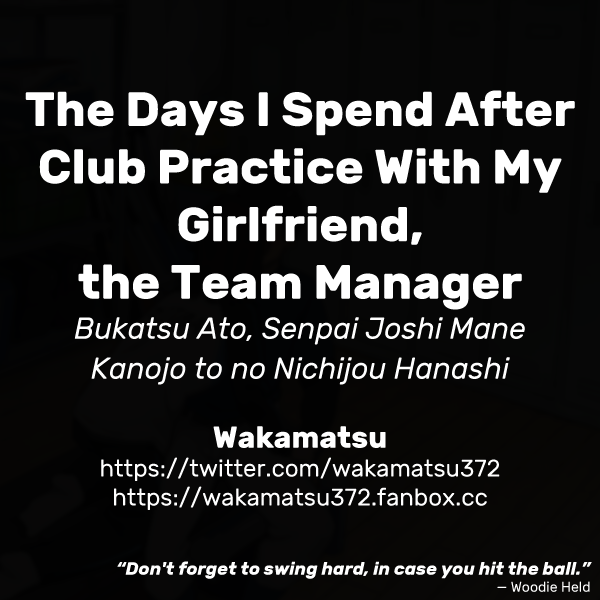 The Days I Spend After
Club Practice With My
Girlfriend,
the Team Manager
Bukatsu Ato, Senpai Joshi Mane
Kanojo to no Nichijou Hanashi
Wakamatsu
https://twitter.com/wakamatsu372
https://wakamatsu372.fanbox.cc
“Don't forget to swing hard, in case you hit the ball.”
— Woodie Held